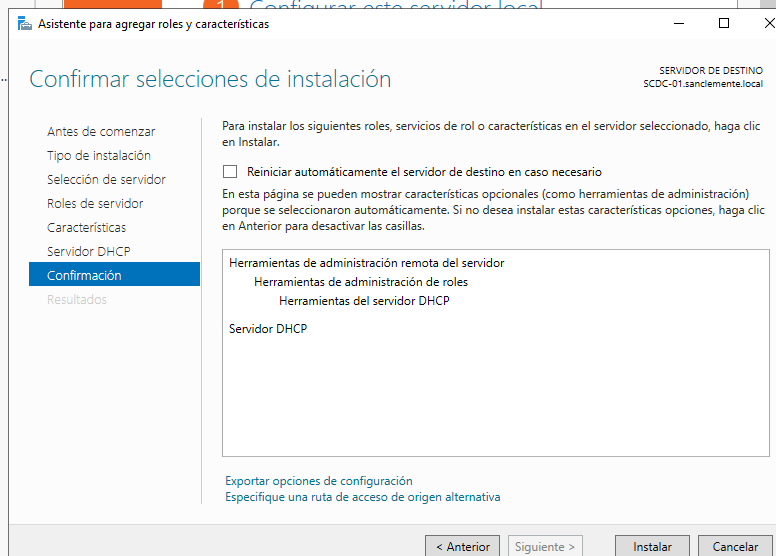 1 Configurar este servidor local
Asistente para agregar roles y características
Confirmar selecciones de instalación
SERVIDOR DE DESTINO
SCDC-01.sanclemente.local
Antes de comenzar
Tipo de instalación
Selección de servidor
Roles de servidor
Características
Servidor DHCP
Confirmación
Resultados
Para instalar los siguientes roles, servicios de rol o características en el servidor seleccionado, haga clic
en Instalar.
Reiniciar automáticamente el servidor de destino en caso necesario
En esta página se pueden mostrar características opcionales (como herramientas de administración)
porque se seleccionaron automáticamente. Si no desea instalar estas características opciones, haga clic
en Anterior para desactivar las casillas.
Herramientas de administración remota del servidor
Herramientas de administración de roles
Herramientas del servidor DHCP
Servidor DHCP
Exportar opciones de configuración
Especifique una ruta de acceso de origen alternativa
< Anterior
Siguiente >
Instalar
Cancelar